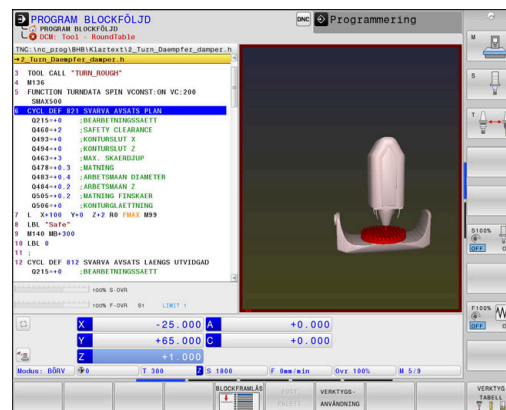 PROGRAM BLOCKFÖLJD
PROGRAM BLOCKFÖLJD
DCM: Tool - RoundTable
DNC
Programmering
TNC:\nc_prog\BHB\Klartext\2_Turn_Daempfer_damper.h
→2_Turn_Daempfer_damper.h
3 TOOL CALL "TURN_ROUGH"
4 M136
5 FUNCTION TURNDATA SPIN VCONST:ON VC:200
SMAX500
6 CYCL DEF 821 SVARVA AVSATS PLAN
Q215=+0 ;BEARBETNINGSSAETT
Q460=+2 ;SAFETY CLEARANCE
Q493=+0 ;KONTURSLUT X
Q494=+0 ;KONTURSLUT Z
Q463=+3 ;MAX. SKAERDJUP
Q478=+0.3 ;MATNING
Q483=+0.4 ;ARBETSMAAN DIAMETER
Q484=+0.2 ;ARBETSMAAN Z
Q505=+0.2 ;MATNING FINSKAER
Q506=+0 ;KONTURGLAETTNING
7 L X+100 Y+0 Z+2 R0 FMAX M99
8 LBL "Safe"
9 M140 MB+300
10 LBL 0
11 ;
12 CYCL DEF 812 SVARVA AVSATS LAENGS UTVIDGAD
Q215=+0 ;BEARBETNINGSSAETT
100% S-OVR
100% F-OVR S1 LIMIT 1
X -25.000 A +0.000
Y +65.000 C +0.000
Z +1.000
Modus: BÖRV 0 T 300 Z S 1800 F 0mm/min Ovr 100% M 5/9
M
S
T
S100%
OFF
F100%
OFF
BLOCKFRAMLÄS
VERKTYGS-
ANVÄNDNING
VERKTYG
TABELL